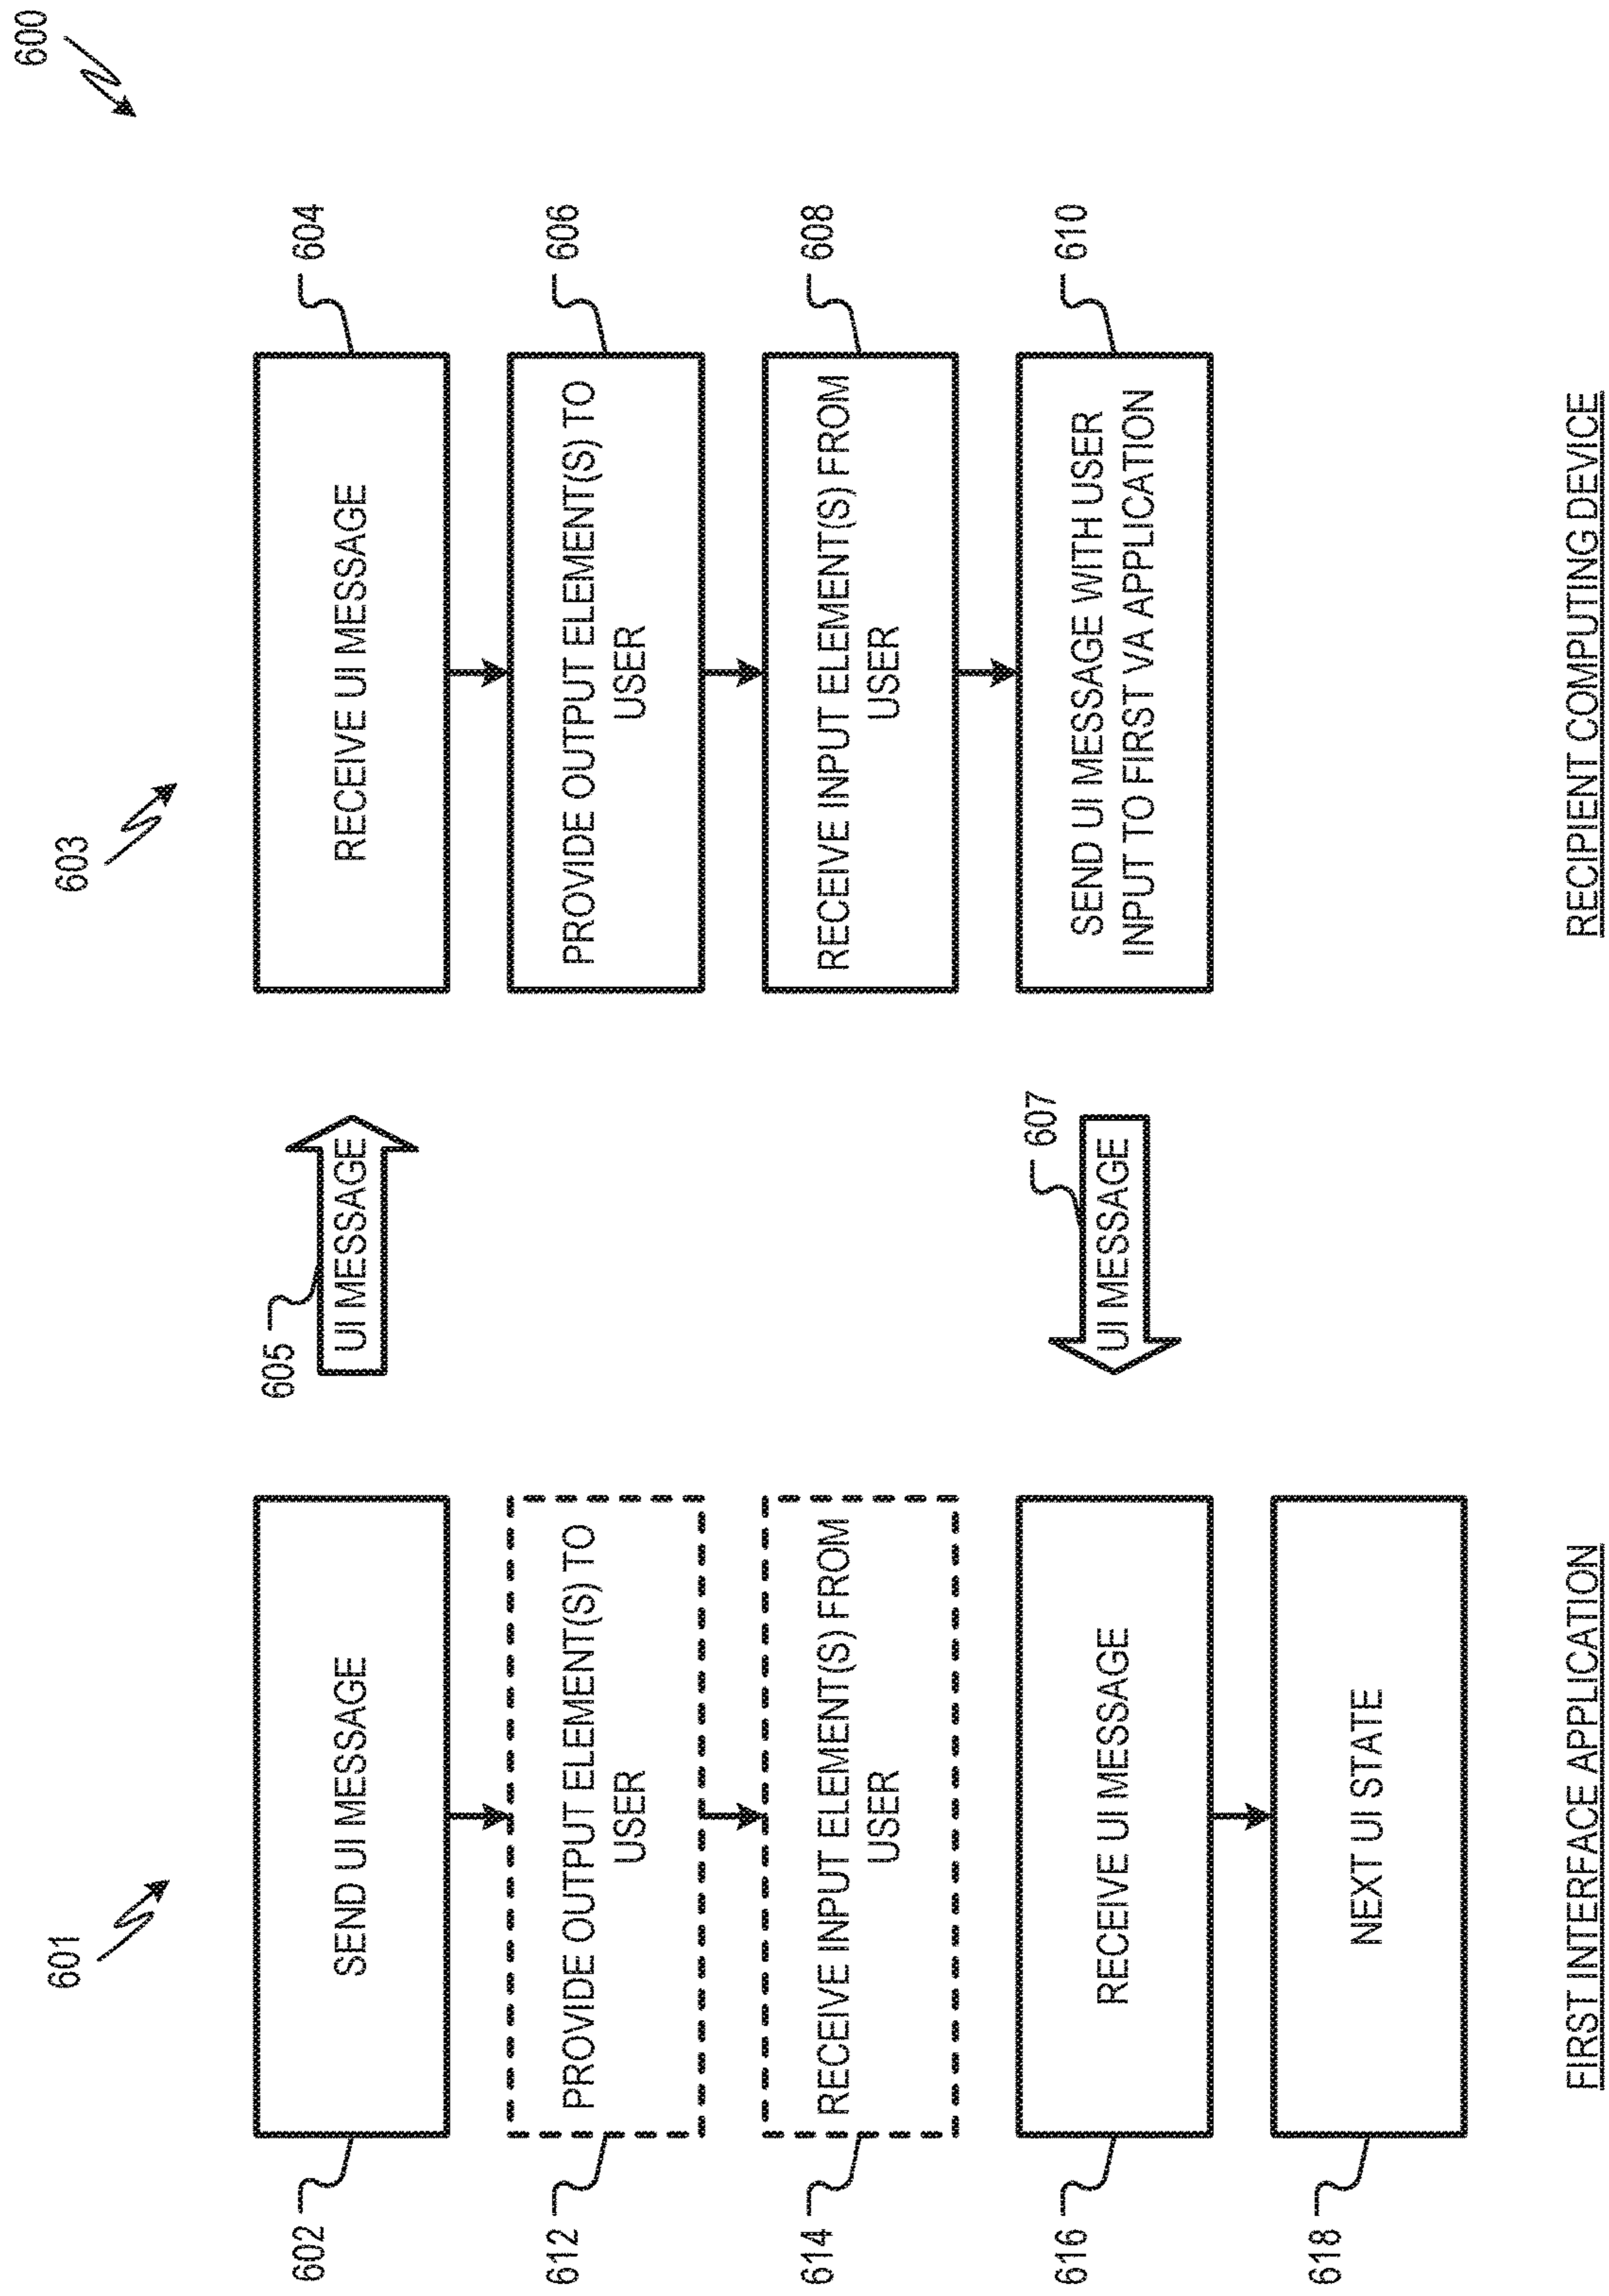 600
601
603
602
SEND UI MESSAGE
605
UI MESSAGE
RECEIVE UI MESSAGE
604
612
PROVIDE OUTPUT ELEMENT(S) TO
USER
PROVIDE OUTPUT ELEMENT(S) TO
USER
606
614
RECEIVE INPUT ELEMENT(S) FROM
USER
RECEIVE INPUT ELEMENT(S) FROM
USER
608
616
RECEIVE UI MESSAGE
607
UI MESSAGE
SEND UI MESSAGE WITH USER
INPUT TO FIRST VA APPLICATION
610
618
NEXT UI STATE
FIRST INTERFACE APPLICATION
RECIPIENT COMPUTING DEVICE